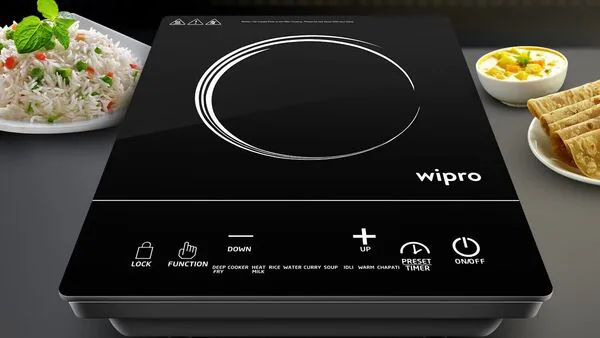 wipro
DOWN
UP
LOCK
FUNCTION
DEEP COOKER HEAT RICE WATER CURRY SOUP IDLI WARM CHAPATI
FRY MILK
PRESET
TIMER
ON/OFF